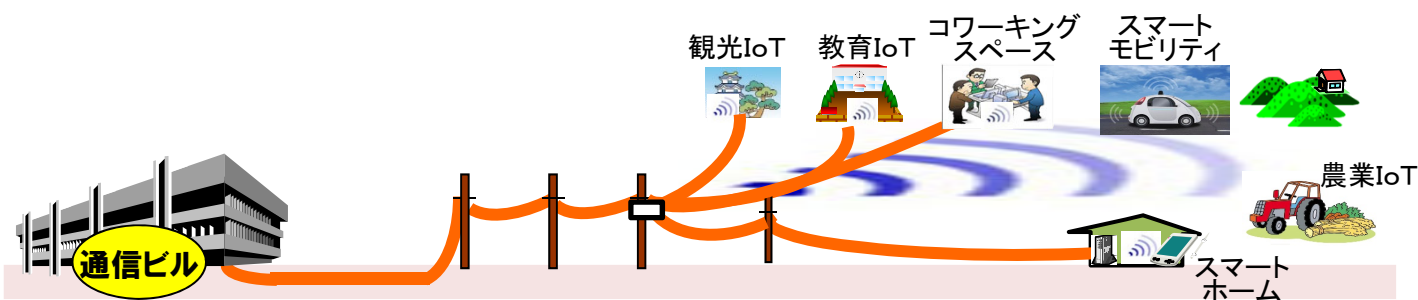 観光IoT
教育IoT
コワーキング
スペース
スマート
モビリティ
農業IoT
通信ビル
スマート
ホーム